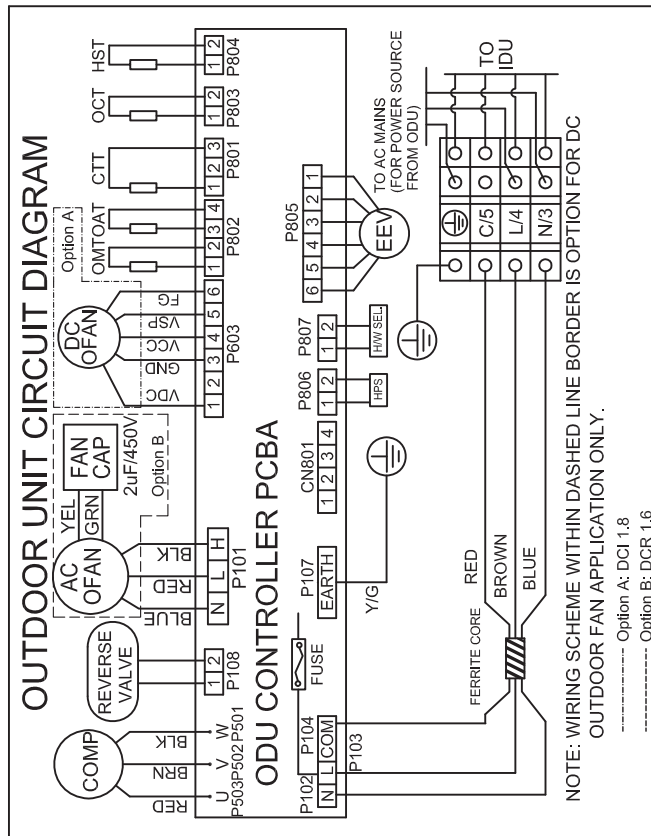 OUTDOOR UNIT CIRCUIT DIAGRAM
COMP
RED
BRN
BLK
U
V
W
P503
P502
P501
REVERSE
VALVE
1 2
P108
AC
OFAN
YEL
GRN
FAN
CAP
2uF/450V
Option B
BLUE
RED
BLK
N L H
P101
DC
OFAN
Option A
VDC
GND
VCC
VSP
FG
1 2 3 4 5 6
P603
OMT
OAT
1 2 3 4
P802
CTT
1 2 3
P801
OCT
1 2
P803
HST
1 2
P804
ODU CONTROLLER PCBA
P102
P104
N L COM
P103
FUSE
P107
EARTH
Y/G
CN801
1 2 3 4
P806
1 2
HPS
P807
1 2
H/W SEL
P805
6 5 4 3 2 1
EEV
TO AC MAINS
(FOR POWER SOURCE
FROM ODU)
TO
IDU
C/5
L/4
N/3
FERRITE CORE
RED
BROWN
BLUE
NOTE: WIRING SCHEME WITHIN DASHED LINE BORDER IS OPTION FOR DC
OUTDOOR FAN APPLICATION ONLY.
Option A: DCI 1.8
Option B: DCR 1.6